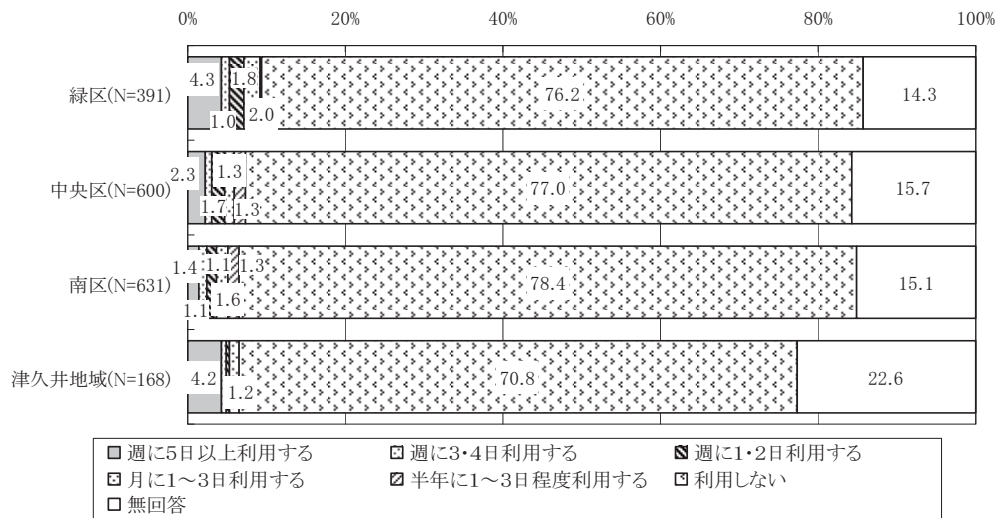 0% 20% 40% 60% 80% 100%
緑区(N=391) 4.3 1.0 1.8 2.0 76.2 14.3
中央区(N=600) 2.3 1.7 1.3 1.3 77.0 15.7
南区(N=631) 1.4 1.1 1.1 1.6 1.3 78.4 15.1
津久井地域(N=168) 4.2 1.2 70.8 22.6
週に5日以上利用する 週に3・4日利用する 週に1・2日利用する
月に1～3日利用する 半年に1～3日程度利用する 利用しない
無回答